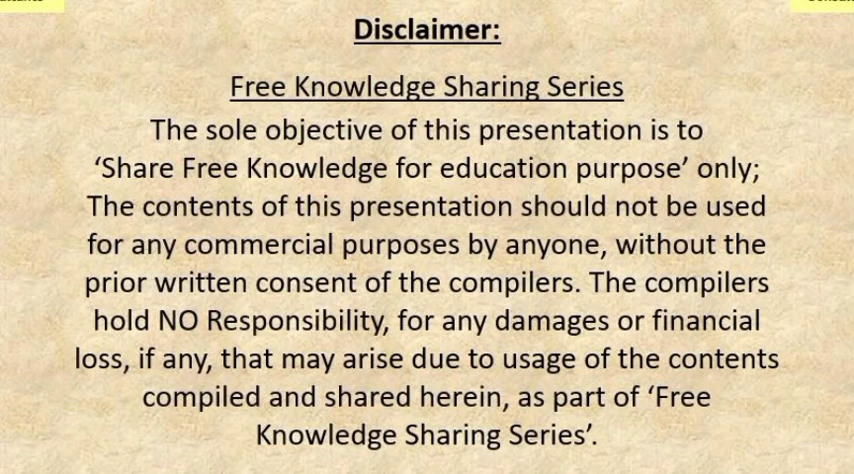 Disclaimer:
Free Knowledge Sharing Series
The sole objective of this presentation is to
‘Share Free Knowledge for education purpose’ only;
The contents of this presentation should not be used
for any commercial purposes by anyone, without the
prior written consent of the compilers. The compilers
hold NO Responsibility, for any damages or financial
loss, if any, that may arise due to usage of the contents
compiled and shared herein, as part of ‘Free
Knowledge Sharing Series’.